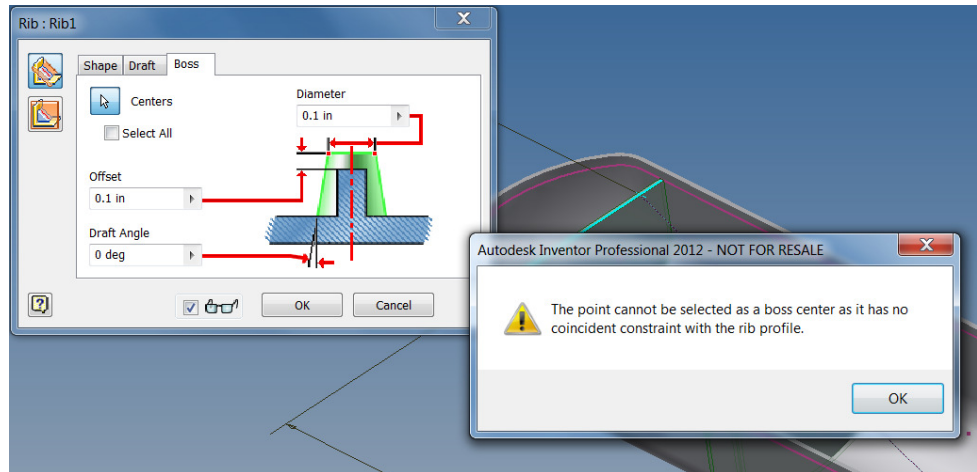 Rib : Rib1
Shape Draft Boss
Centers
Select All
Diameter
0.1 in
Offset
0.1 in
Draft Angle
0 deg
OK Cancel
Autodesk Inventor Professional 2012 - NOT FOR RESALE
The point cannot be selected as a boss center as it has no
coincident constraint with the rib profile.
OK